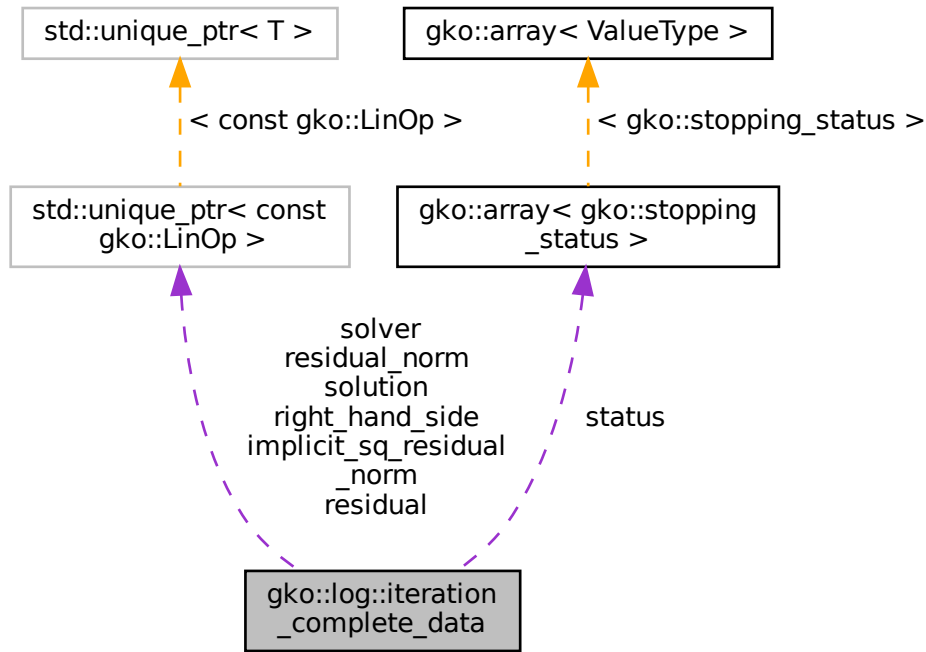 std::unique_ptr< T >
gko::array< ValueType >
< const gko::LinOp >
< gko::stopping_status >
std::unique_ptr< const
gko::LinOp >
gko::array< gko::stopping
_status >
solver
residual_norm
solution
right_hand_side
implicit_sq_residual
_norm
residual
status
gko::log::iteration
_complete_data